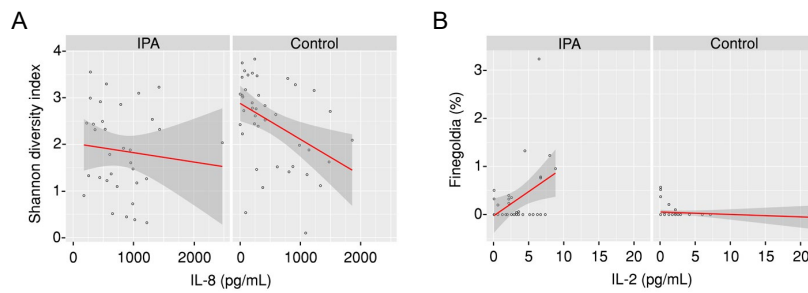 A
IPA
Control
Shannon diversity index
4
3
2
1
0
0
1000
2000
0
1000
2000
IL-8 (pg/mL)
B
IPA
Control
Finegoldia (%)
3
2
1
0
0
5
10
15
20
0
5
10
15
20
IL-2 (pg/mL)